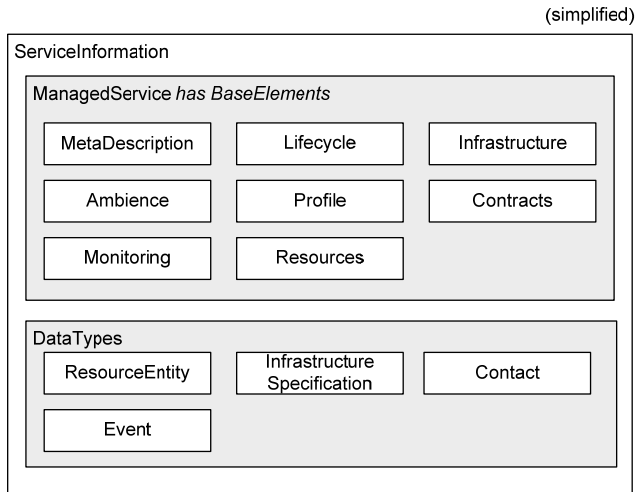 (simplified)
ServiceInformation
ManagedService has BaseElements
MetaDescription
Lifecycle
Infrastructure
Ambience
Profile
Contracts
Monitoring
Resources
DataTypes
ResourceEntity
Infrastructure
Specification
Contact
Event